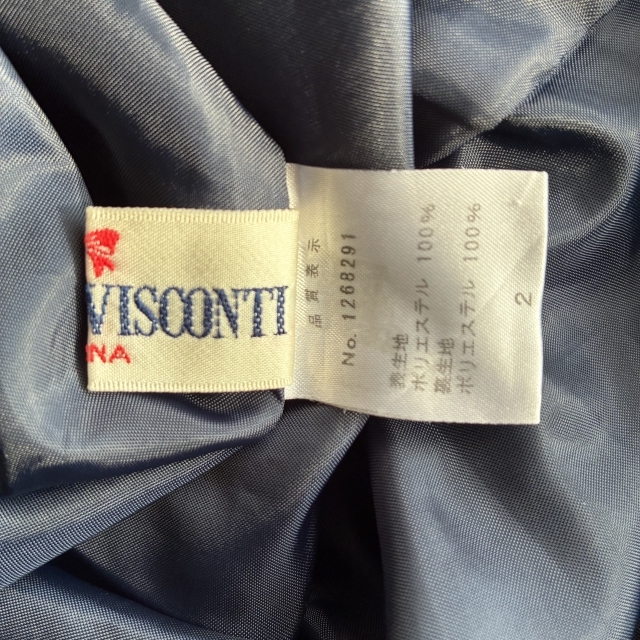 VISCONTI
NA
品質表示
No. 1268291
表生地
ポリエステル 100%
裏生地
ポリエステル 100%
2